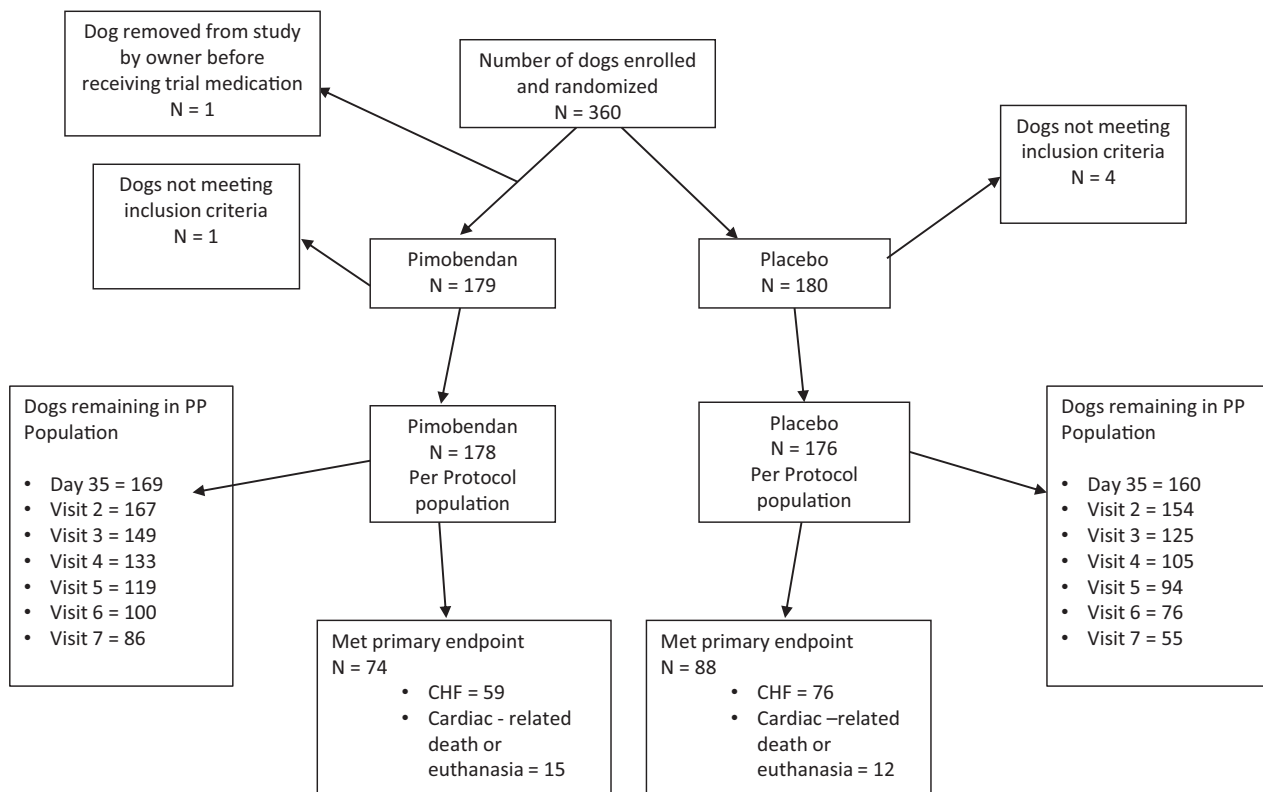 Dog removed from study
by owner before
receiving trial medication
N = 1
Number of dogs enrolled
and randomized
N = 360
Dogs not meeting
inclusion criteria
N = 4
Dogs not meeting
inclusion criteria
N = 1
Pimobendan
N = 179
Placebo
N = 180
Dogs remaining in PP
Population
• Day 35 = 169
• Visit 2 = 167
• Visit 3 = 149
• Visit 4 = 133
• Visit 5 = 119
• Visit 6 = 100
• Visit 7 = 86
Pimobendan
N = 178
Per Protocol
population
Placebo
N = 176
Per Protocol
population
Dogs remaining in PP
Population
• Day 35 = 160
• Visit 2 = 154
• Visit 3 = 125
• Visit 4 = 105
• Visit 5 = 94
• Visit 6 = 76
• Visit 7 = 55
Met primary endpoint
N = 74
• CHF = 59
• Cardiac - related
death or
euthanasia = 15
Met primary endpoint
N = 88
• CHF = 76
• Cardiac –related
death or
euthanasia = 12